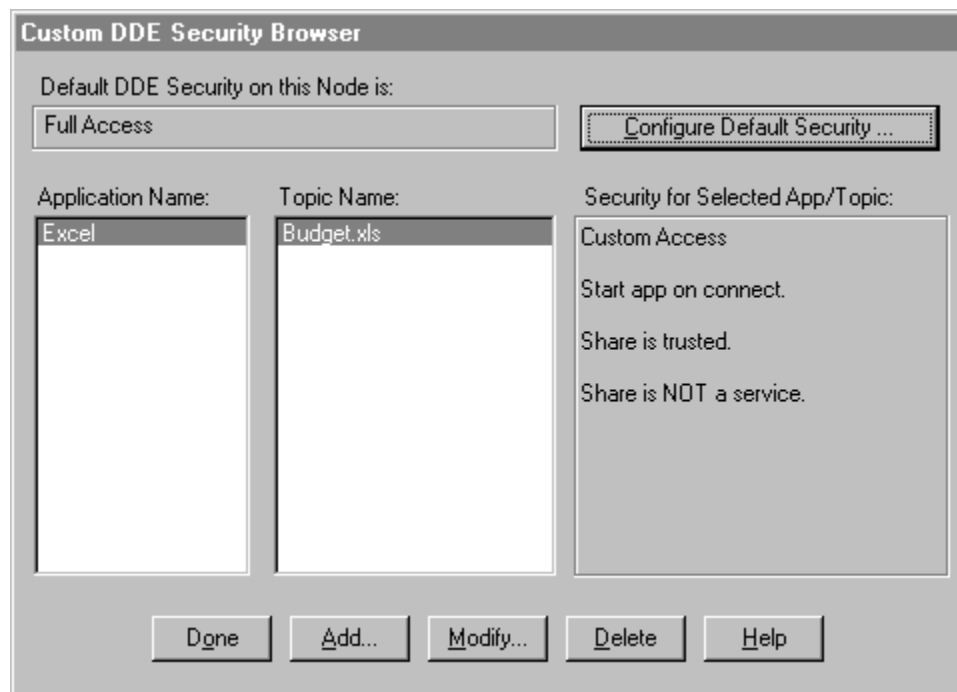 Custom DDE Security Browser
Default DDE Security on this Node is:
Full Access
Configure Default Security ...
Application Name:
Topic Name:
Security for Selected App/Topic:
Excel
Budget.xls
Custom Access
Start app on connect.
Share is trusted.
Share is NOT a service.
Done
Add...
Modify...
Delete
Help